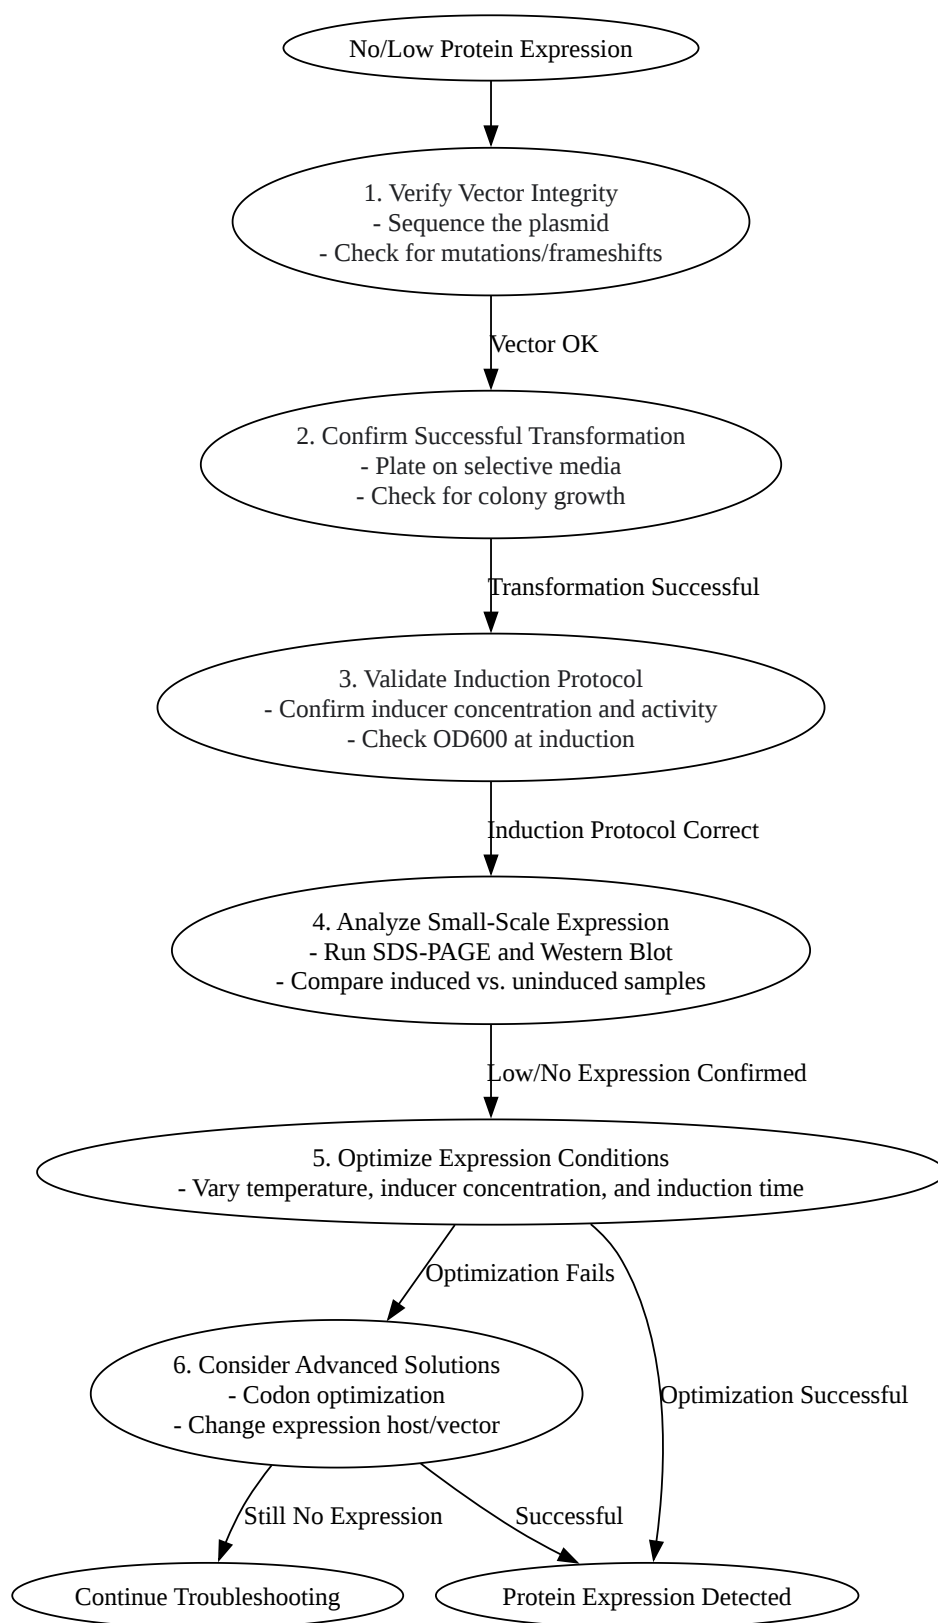 No/Low Protein Expression
1. Verify Vector Integrity
- Sequence the plasmid
- Check for mutations/frameshifts
Vector OK
2. Confirm Successful Transformation
- Plate on selective media
- Check for colony growth
Transformation Successful
3. Validate Induction Protocol
- Confirm inducer concentration and activity
- Check OD600 at induction
Induction Protocol Correct
4. Analyze Small-Scale Expression
- Run SDS-PAGE and Western Blot
- Compare induced vs. uninduced samples
Low/No Expression Confirmed
5. Optimize Expression Conditions
- Vary temperature, inducer concentration, and induction time
Optimization Fails
6. Consider Advanced Solutions
- Codon optimization
- Change expression host/vector
Optimization Successful
Still No Expression
Successful
Continue Troubleshooting
Protein Expression Detected